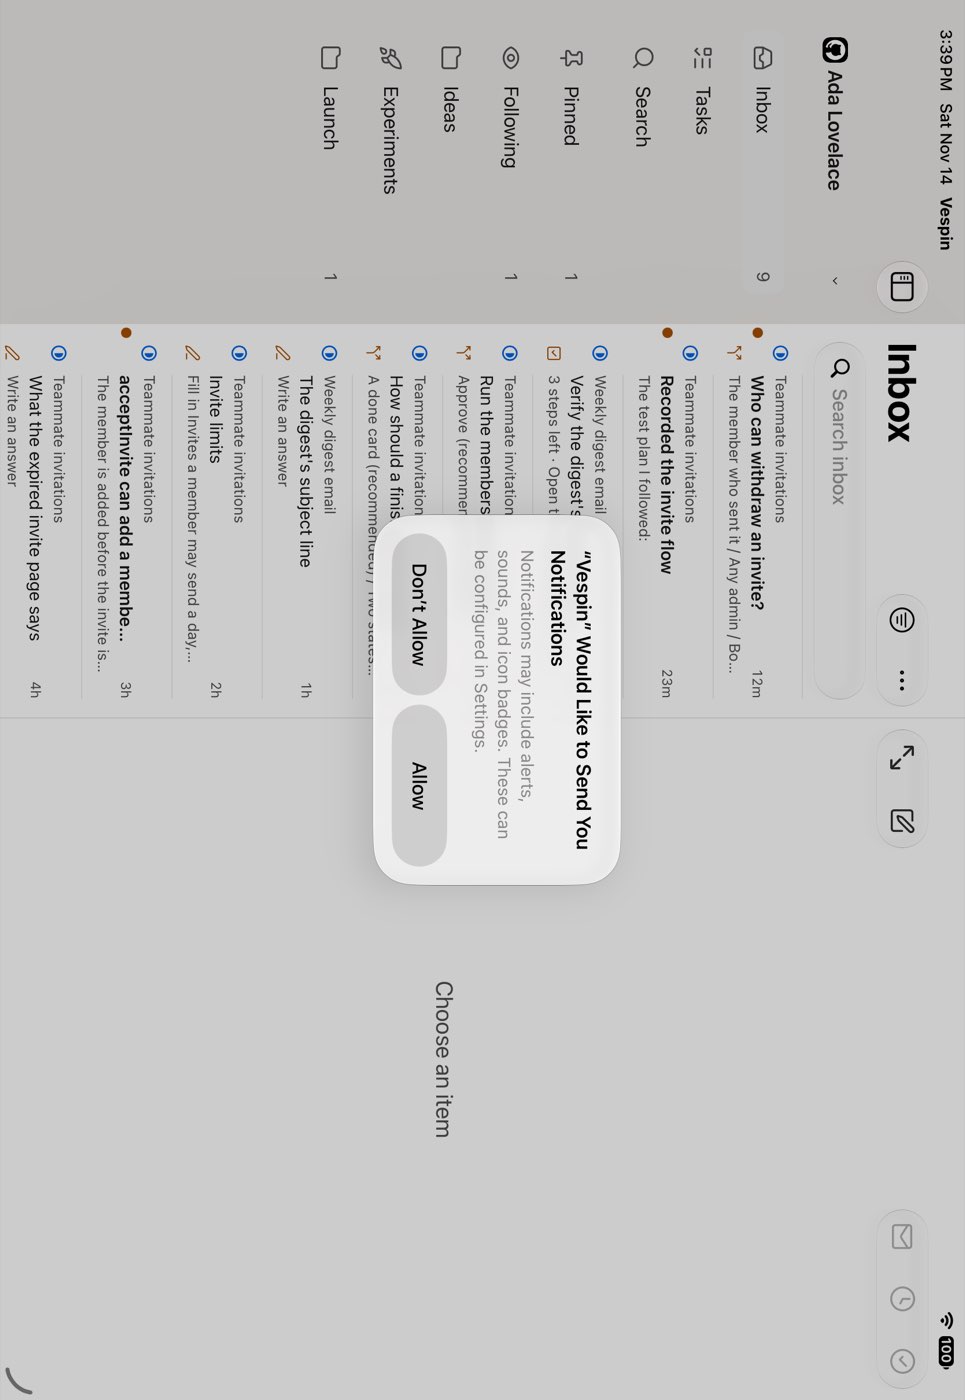 3:39 PM Sat Nov 14 Vespin
100
Ada Lovelace
Inbox 9
Tasks
Search
Pinned 1
Following 1
Ideas
Experiments
Launch 1
Inbox
Search inbox
Teammate invitations
Who can withdraw an invite? 12m
The member who sent it / Any admin / Bo...
Teammate invitations
Recorded the invite flow 23m
The test plan I followed:
Weekly digest email
Verify the digest's
3 steps left · Open
Teammate
Run the members
Approve
Teammate
How should a
A done card (recommended) / Two states...
Weekly digest email
The digest's subject line 1h
Write an answer
Teammate invitations
Invite limits 2h
Fill in Invites a member may send a day,...
Teammate invitations
acceptInvite can add a membe... 3h
The member is added before the invite is...
Teammate invitations
What the expired invite page says 4h
Write an answer
“Vespin” Would Like to Send You
Notifications
Notifications may include alerts,
sounds, and icon badges. These can
be configured in Settings.
Don’t Allow
Allow
Choose an item